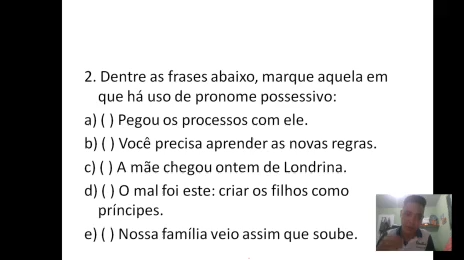 2. Dentre as frases abaixo, marque aquela em
que há uso de pronome possessivo:
a) ( ) Pegou os processos com ele.
b) ( ) Você precisa aprender as novas regras.
c) ( ) A mãe chegou ontem de Londrina.
d) ( ) O mal foi este: criar os filhos como
príncipes.
e) ( ) Nossa família veio assim que soube.